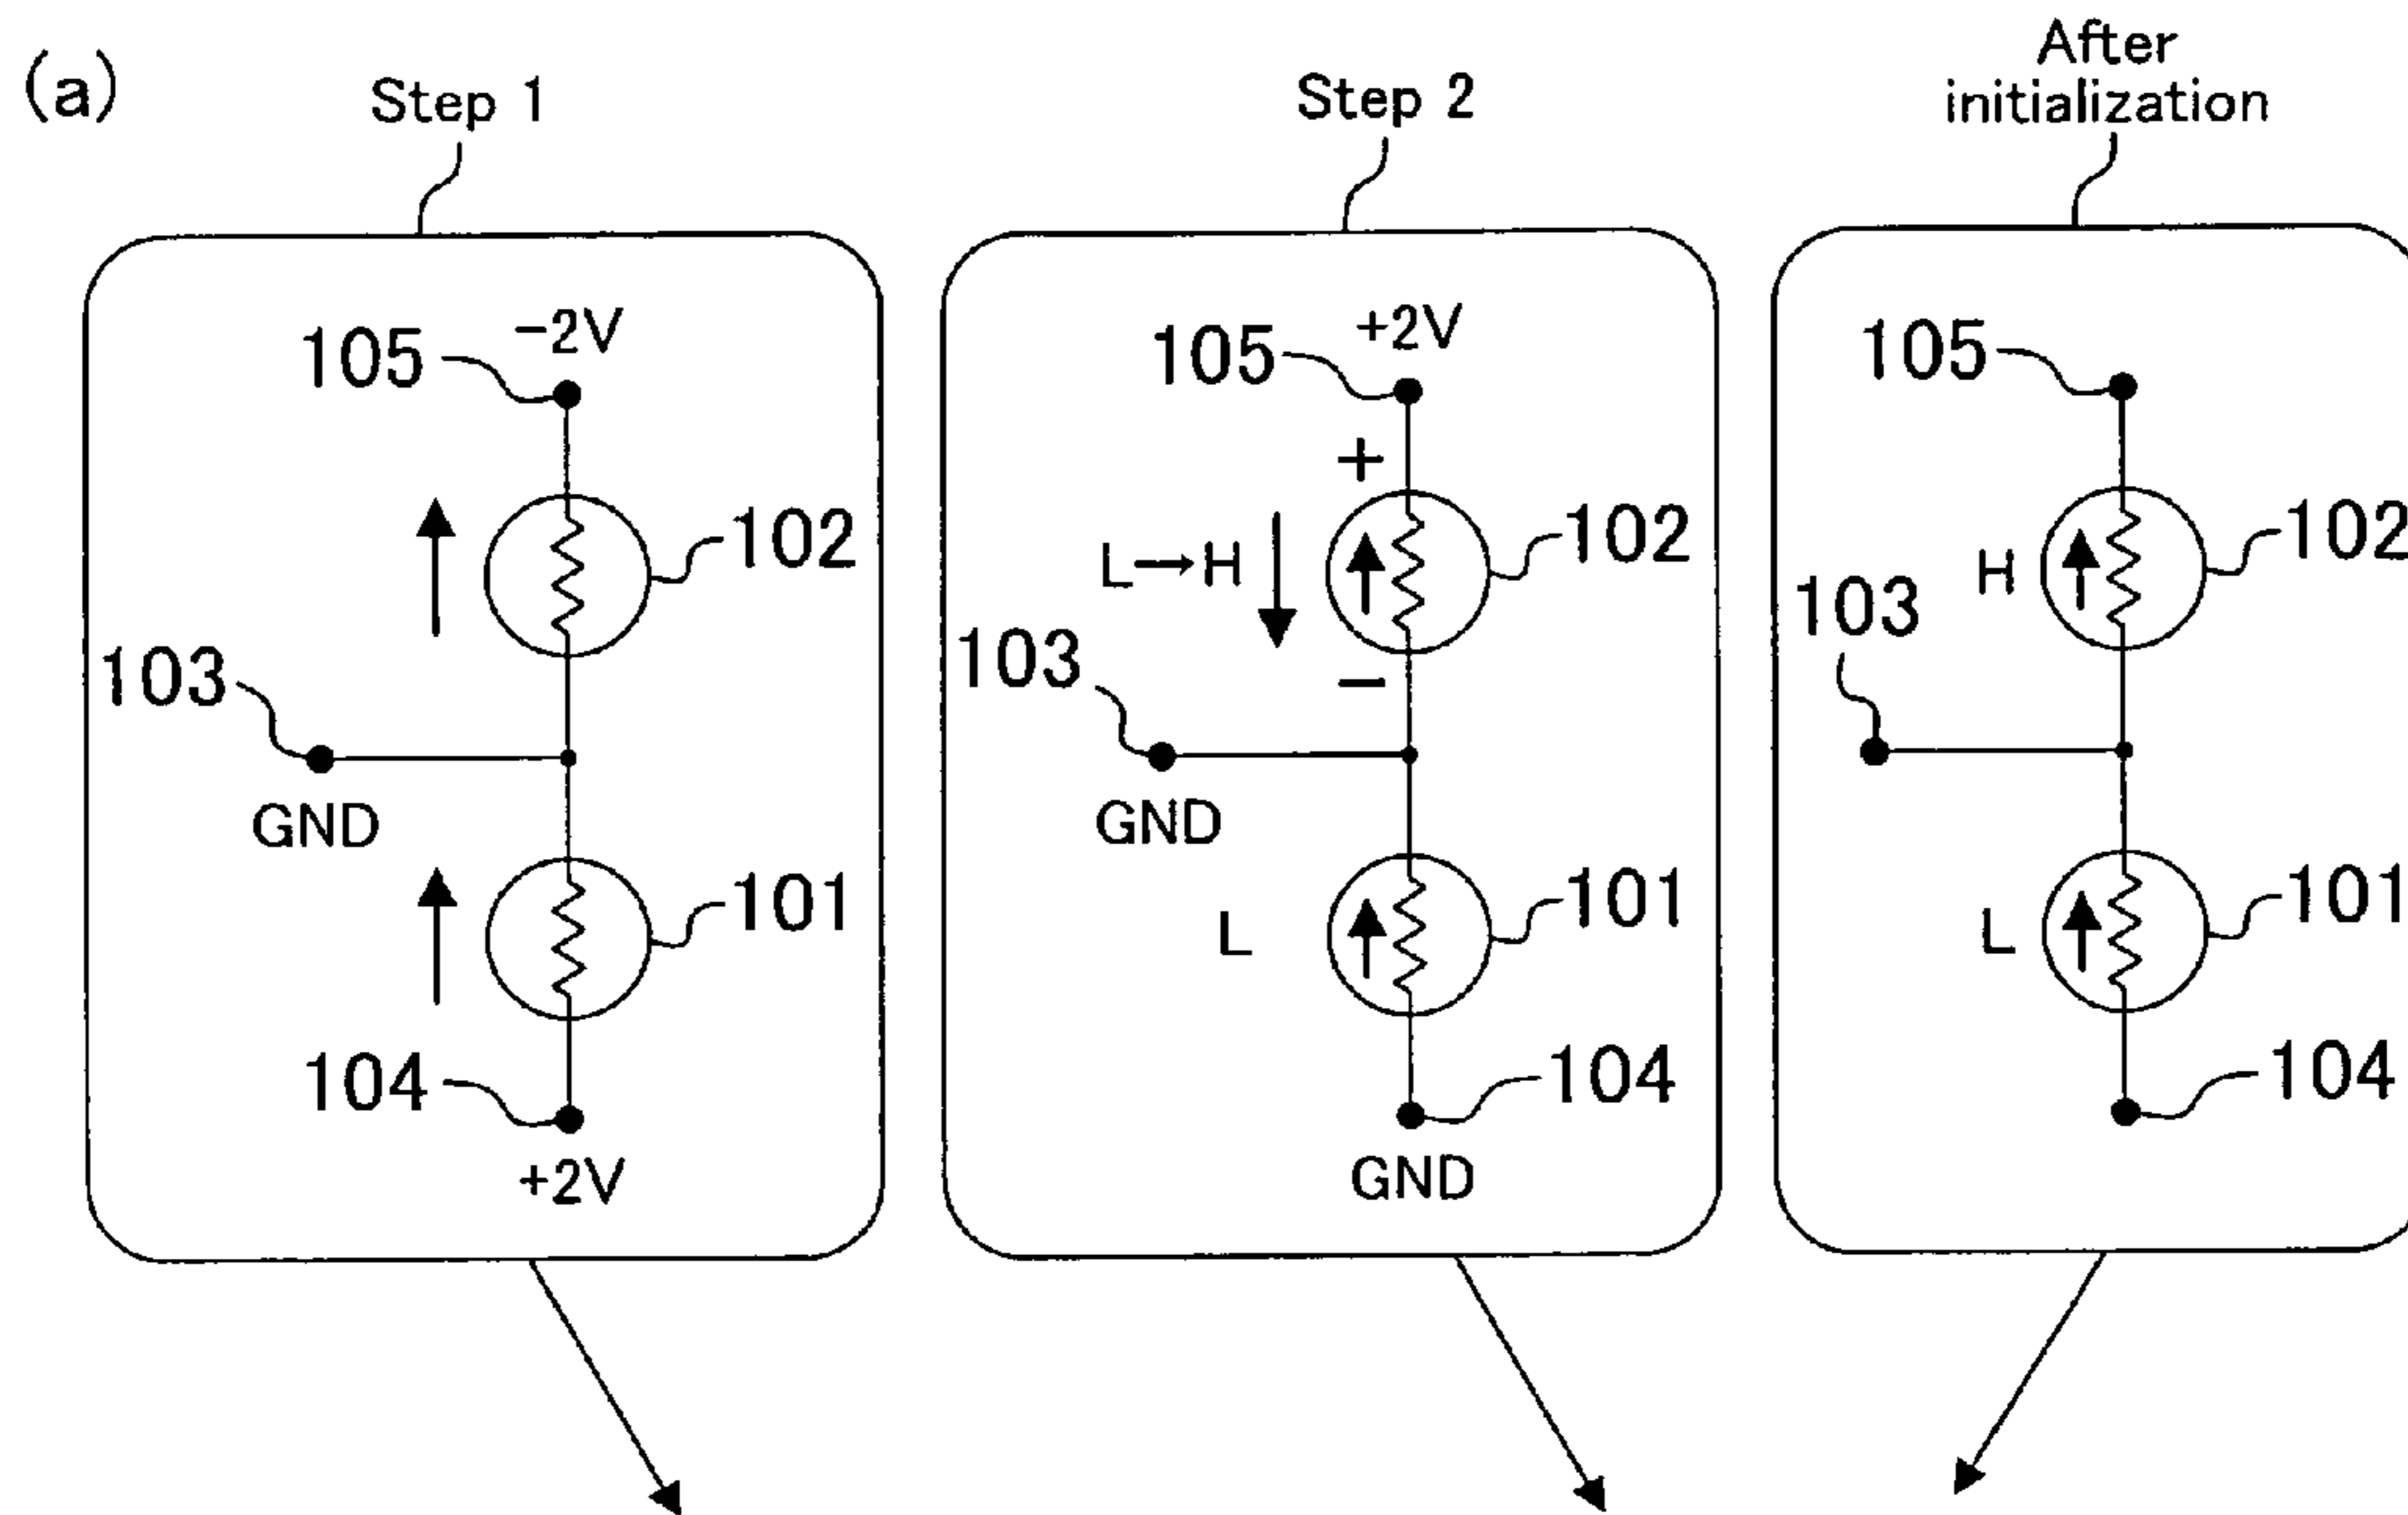 (a)
Step 1
105
-2V
102
103
GND
101
104
+2V
Step 2
105
+2V
+
L→H
102
103
-
GND
L
101
104
GND
After
initialization
105
H
102
103
L
101
104